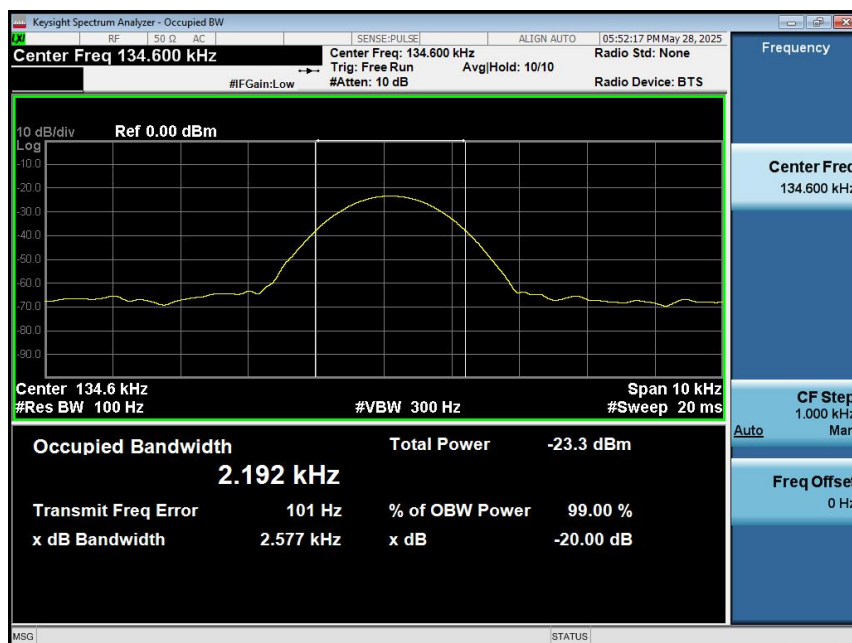 Keysight Spectrum Analyzer - Occupied BW
LXI RF 50 Ω AC SENSE:PULSE ALIGN AUTO 05:52:17 PM May 28, 2025
Center Freq 134.600 kHz
Center Freq: 134.600 kHz Radio Std: None
Trig: Free Run Avg|Hold: 10/10
#IFGain:Low #Atten: 10 dB Radio Device: BTS
10 dB/div Ref 0.00 dBm
Log
-10.0
-20.0
-30.0
-40.0
-50.0
-60.0
-70.0
-80.0
-90.0
Center 134.6 kHz Span 10 kHz
#Res BW 100 Hz #VBW 300 Hz #Sweep 20 ms
Occupied Bandwidth Total Power -23.3 dBm
2.192 kHz
Transmit Freq Error 101 Hz % of OBW Power 99.00 %
x dB Bandwidth 2.577 kHz x dB -20.00 dB
MSG STATUS
Frequency
Center Freq
134.600 kHz
CF Step
1.000 kHz
Auto Man
Freq Offset
0 Hz